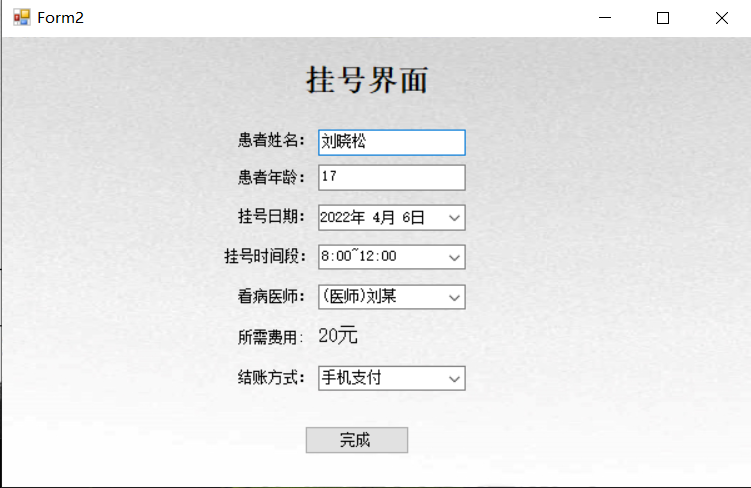 Form2
挂号界面
患者姓名： 刘晓松
患者年龄： 17
挂号日期： 2022年 4月 6日
挂号时间段： 8:00~12:00
看病医师： (医师)刘某
所需费用： 20元
结账方式： 手机支付
完成